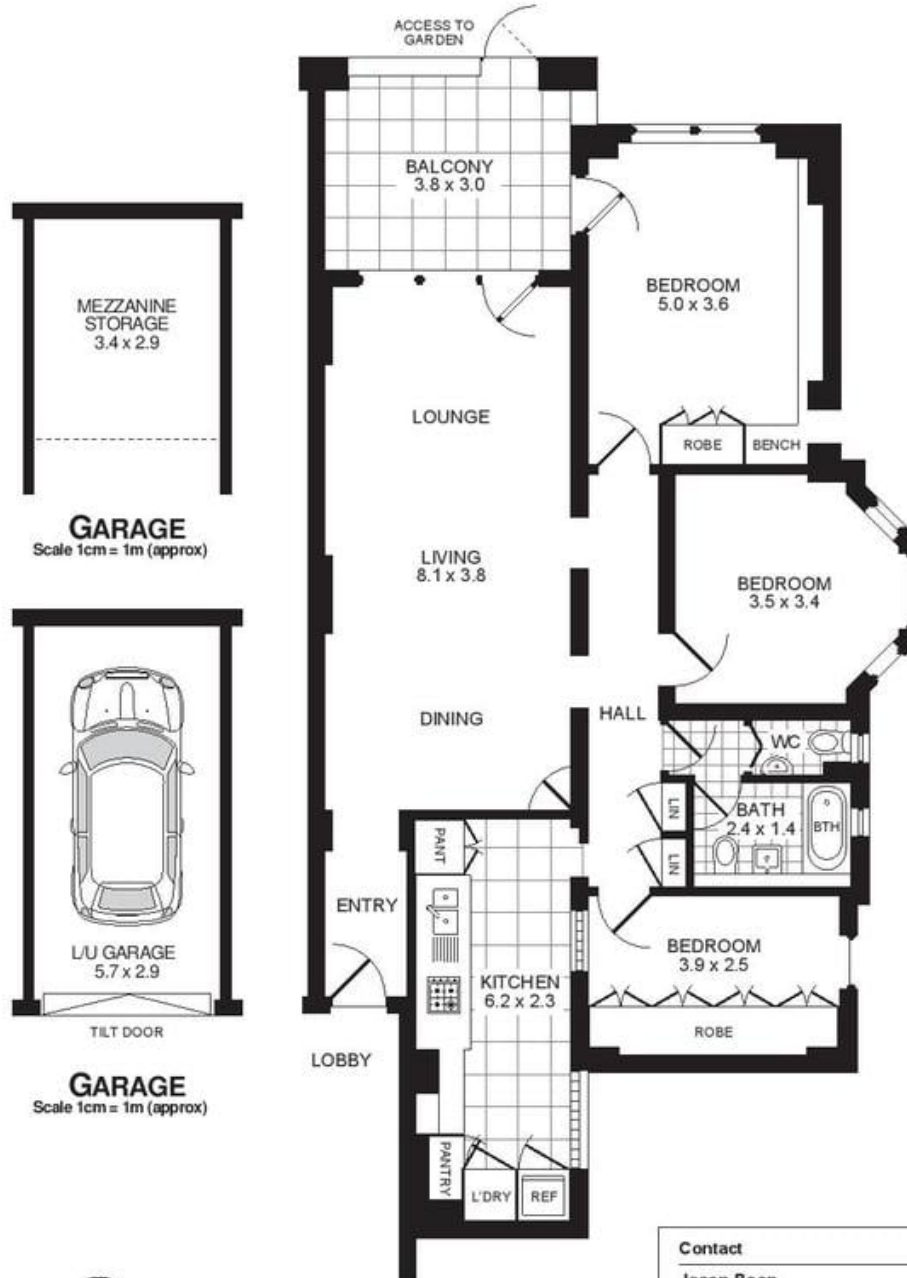 ACCESS TO
GARDEN
BALCONY
3.8 x 3.0
MEZZANINE
STORAGE
3.4 x 2.9
BEDROOM
5.0 x 3.6
LOUNGE
ROBE
BENCH
GARAGE
Scale 1cm = 1m (approx)
LIVING
8.1 x 3.8
BEDROOM
3.5 x 3.4
DINING
HALL
WC
BATH
2.4 x 1.4
BTH
LIN
LIN
PANT
ENTRY
L/U GARAGE
5.7 x 2.9
TILT DOOR
KITCHEN
6.2 x 2.3
BEDROOM
3.9 x 2.5
ROBE
LOBBY
GARAGE
Scale 1cm = 1m (approx)
PANTRY
L'DRY
REF
Contact